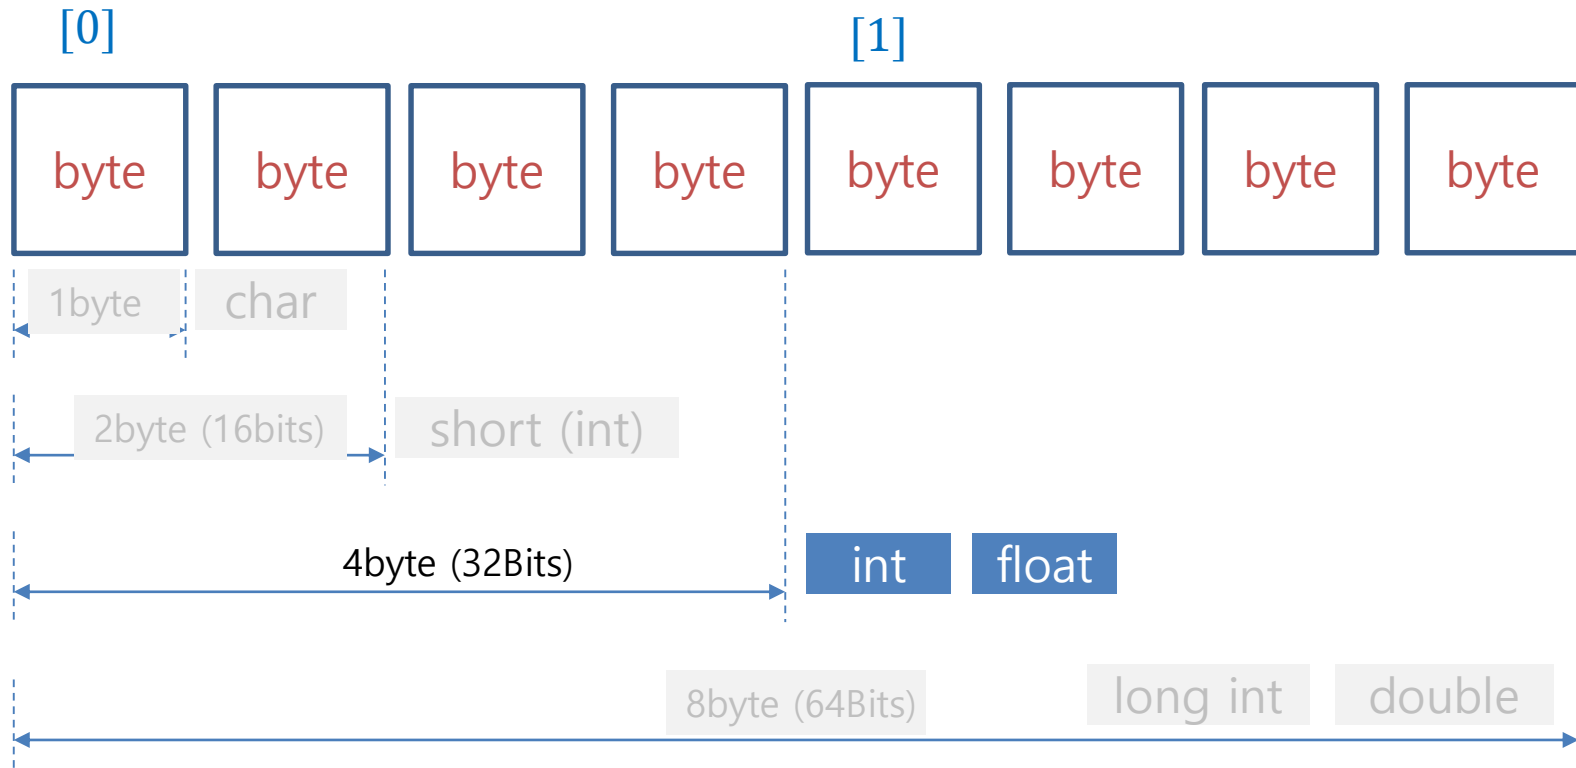 [0] [1]
byte byte byte byte byte byte byte byte
1byte char
2byte (16bits) short (int)
4byte (32Bits) int float
8byte (64Bits) long int double